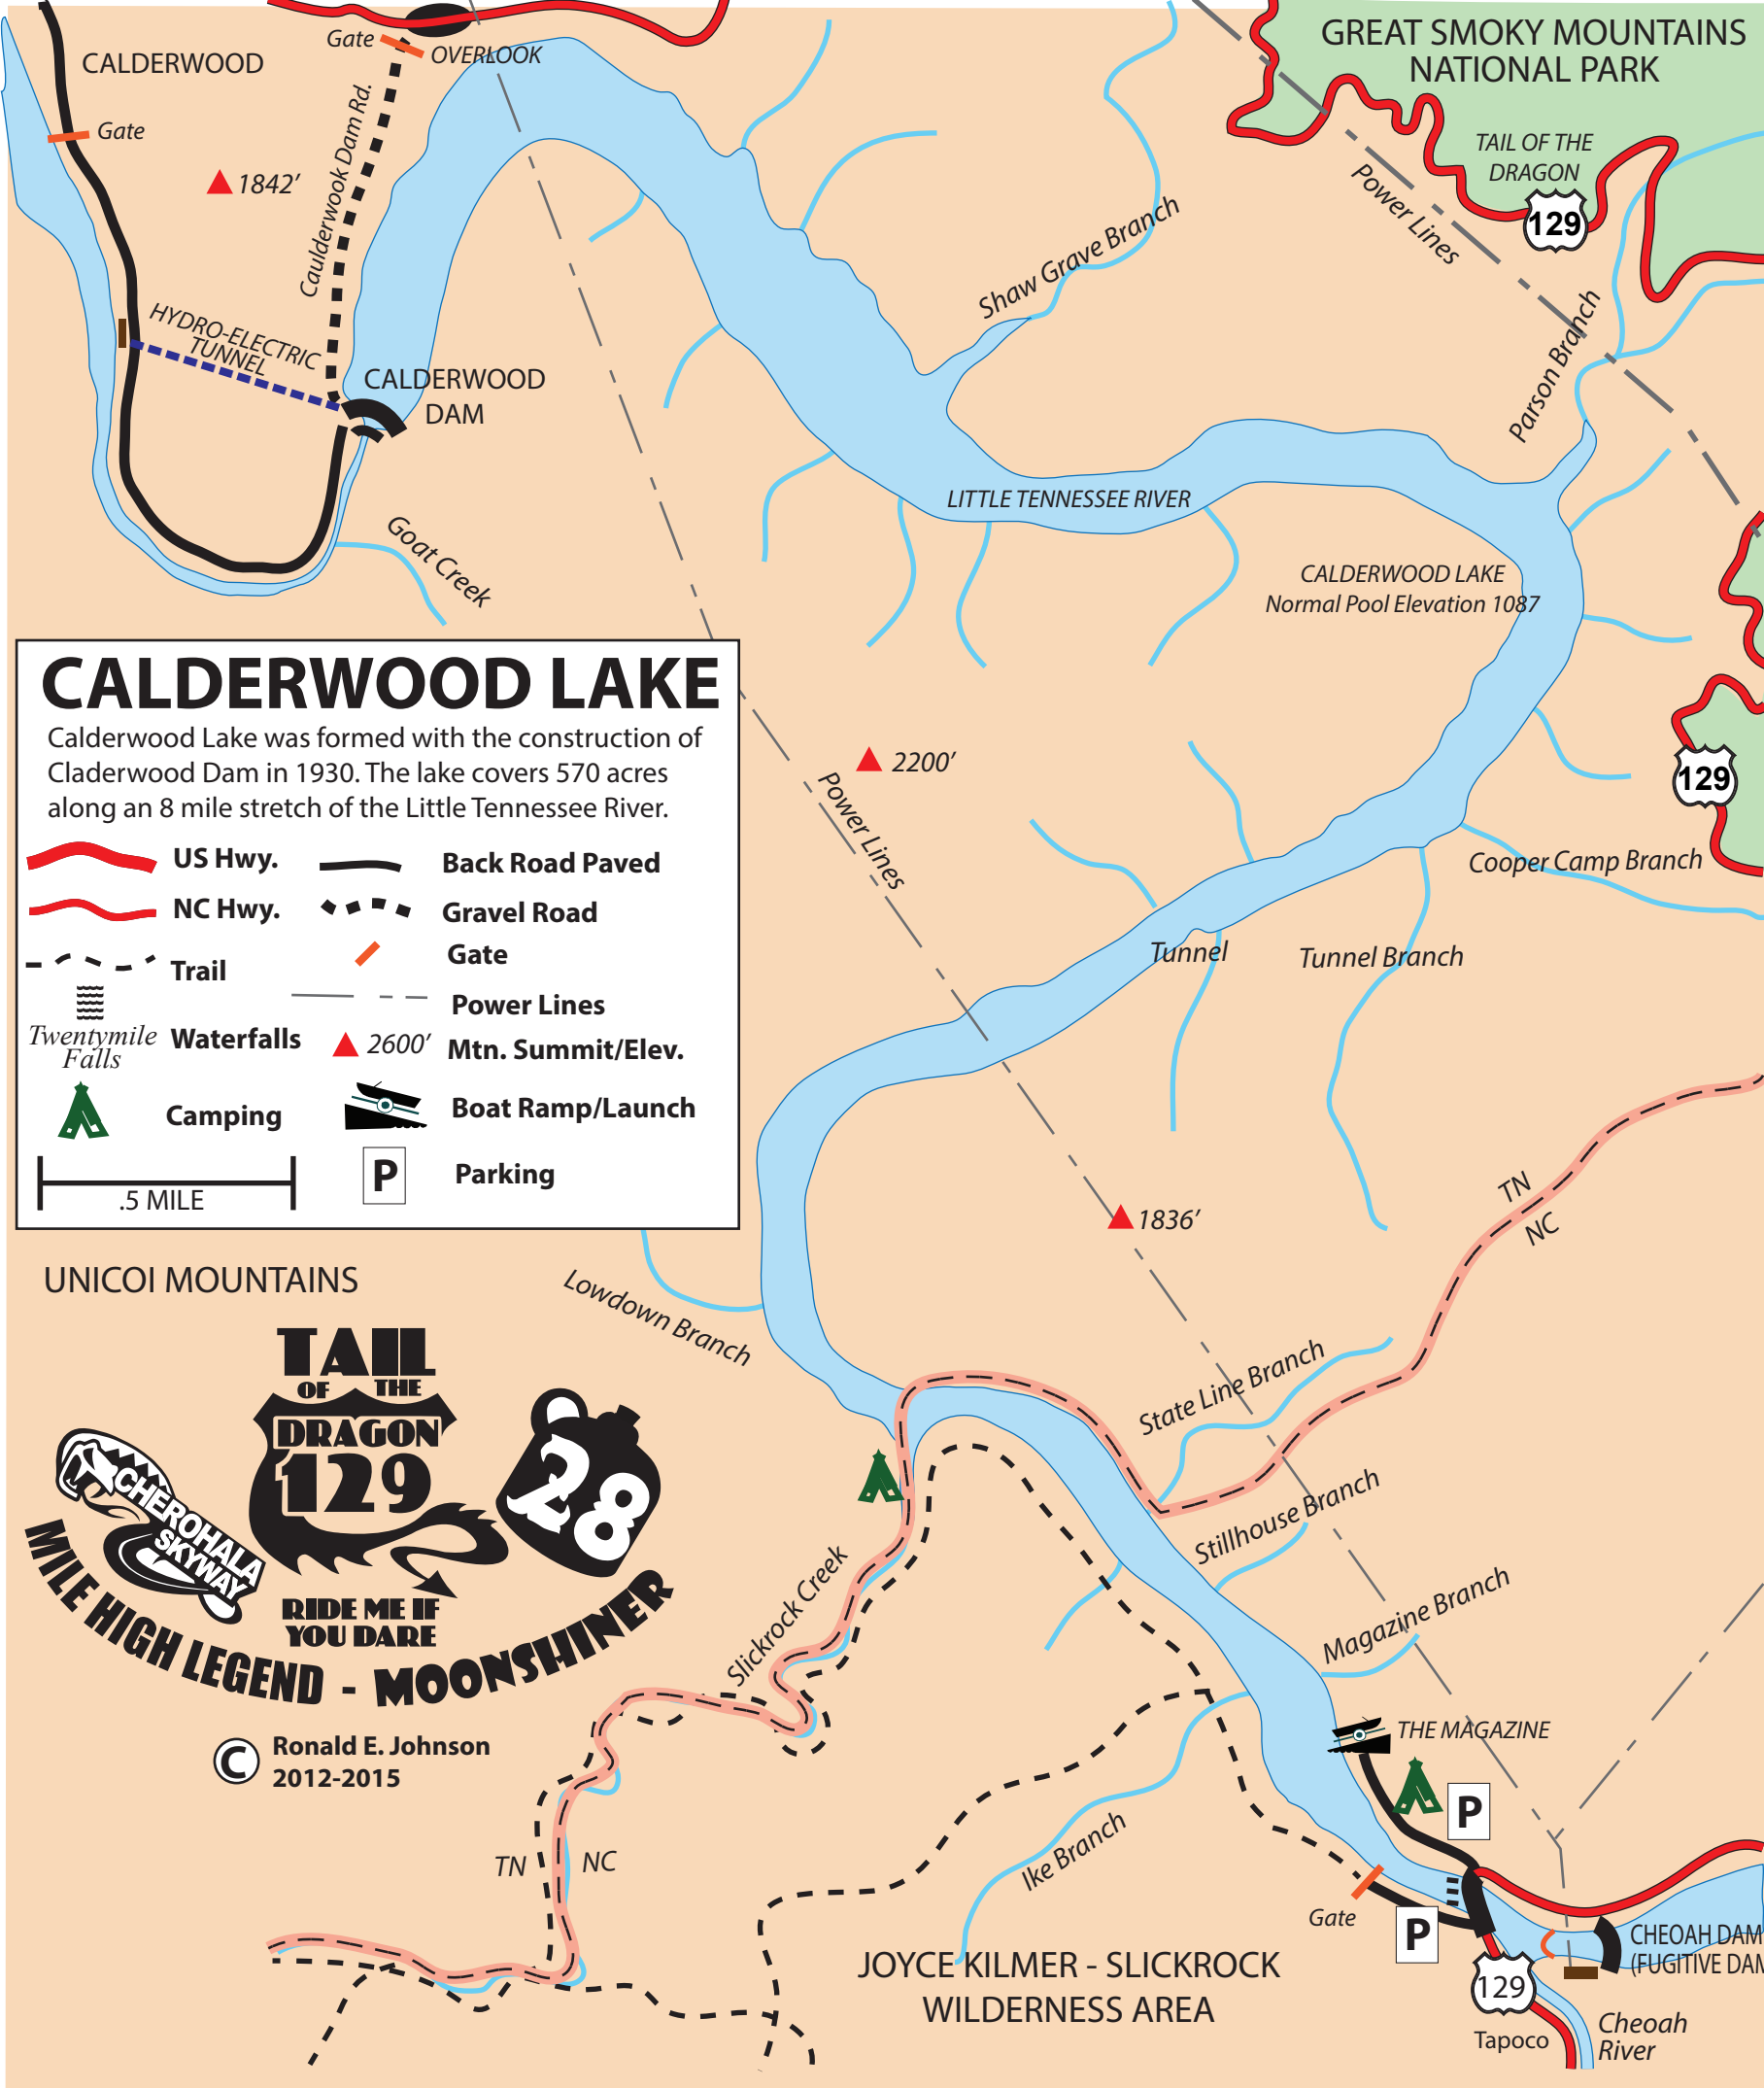 GREAT SMOKY MOUNTAINS
NATIONAL PARK
Gate
OVERLOOK
CALDERWOOD
Gate
1842’
Caulderwook Dam Rd.
TAIL OF THE
DRAGON
129
Power Lines
Shaw Grave Branch
Parson Branch
HYDRO-ELECTRIC
TUNNEL
CALDERWOOD
DAM
LITTLE TENNESSEE RIVER
Goat Creek
CALDERWOOD LAKE
Normal Pool Elevation 1087
CALDERWOOD LAKE
Calderwood Lake was formed with the construction of
Claderwood Dam in 1930. The lake covers 570 acres
along an 8 mile stretch of the Little Tennessee River.
US Hwy.
Back Road Paved
NC Hwy.
Gravel Road
Gate
Trail
Power Lines
Twentymile
Falls
Waterfalls
2600’
Mtn. Summit/Elev.
Camping
Boat Ramp/Launch
P
Parking
.5 MILE
2200’
129
Power Lines
Cooper Camp Branch
Tunnel
Tunnel Branch
1836’
TN
NC
UNICOI MOUNTAINS
Lowdown Branch
State Line Branch
TAIL
OF THE
DRAGON
129
28
CHEROHALA
SKYWAY
RIDE ME IF
YOU DARE
MILE HIGH LEGEND - MOONSHINER
C
Ronald E. Johnson
2012-2015
Stillhouse Branch
Slickrock Creek
Magazine Branch
THE MAGAZINE
P
TN
NC
Ike Branch
Gate
P
CHEOAH DAM
(FUGITIVE DAM
JOYCE KILMER - SLICKROCK
WILDERNESS AREA
129
Tapoco
Cheoah
River